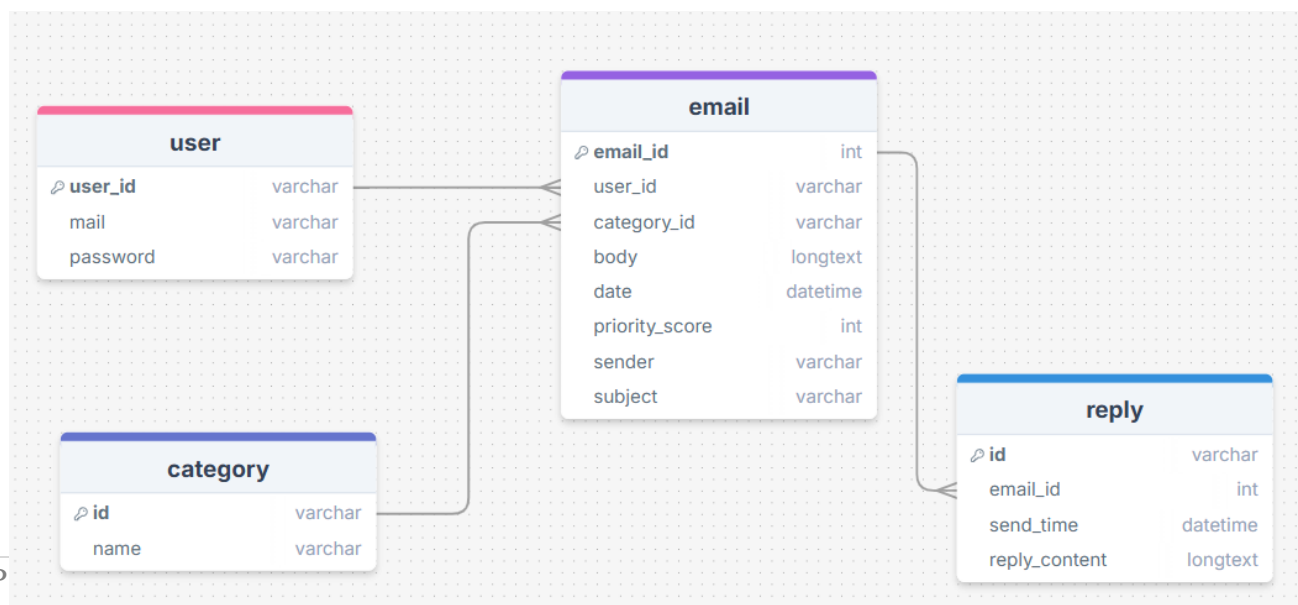 user
user_id varchar
mail varchar
password varchar
email
email_id int
user_id varchar
category_id varchar
body longtext
date datetime
priority_score int
sender varchar
subject varchar
category
id varchar
name varchar
reply
id varchar
email_id int
send_time datetime
reply_content longtext